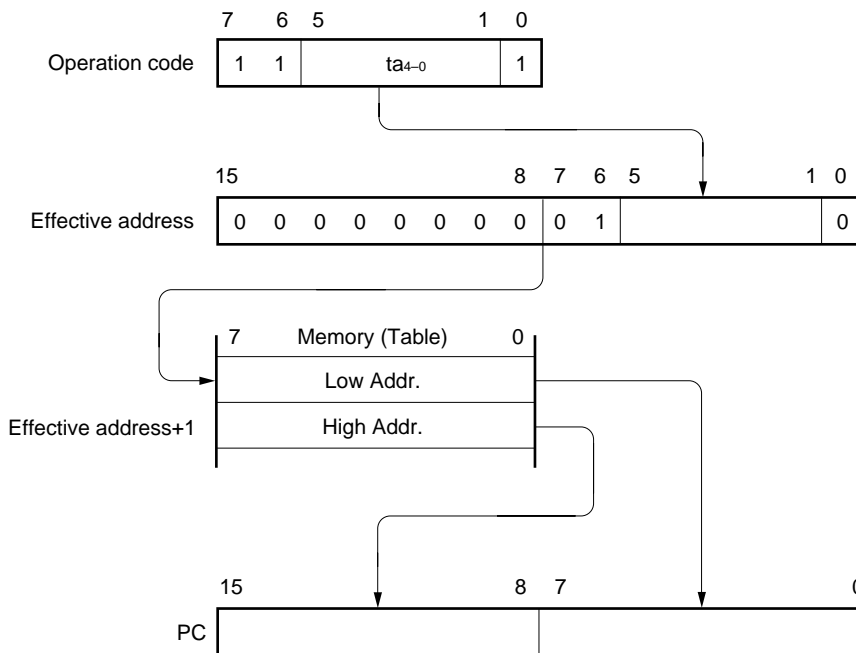 7 6 5 1 0
Operation code 1 1 ta4–0 1
15 8 7 6 5 1 0
Effective address 0 0 0 0 0 0 0 0 0 1 0
7 Memory (Table) 0
Low Addr.
Effective address+1 High Addr.
15 8 7 0
PC